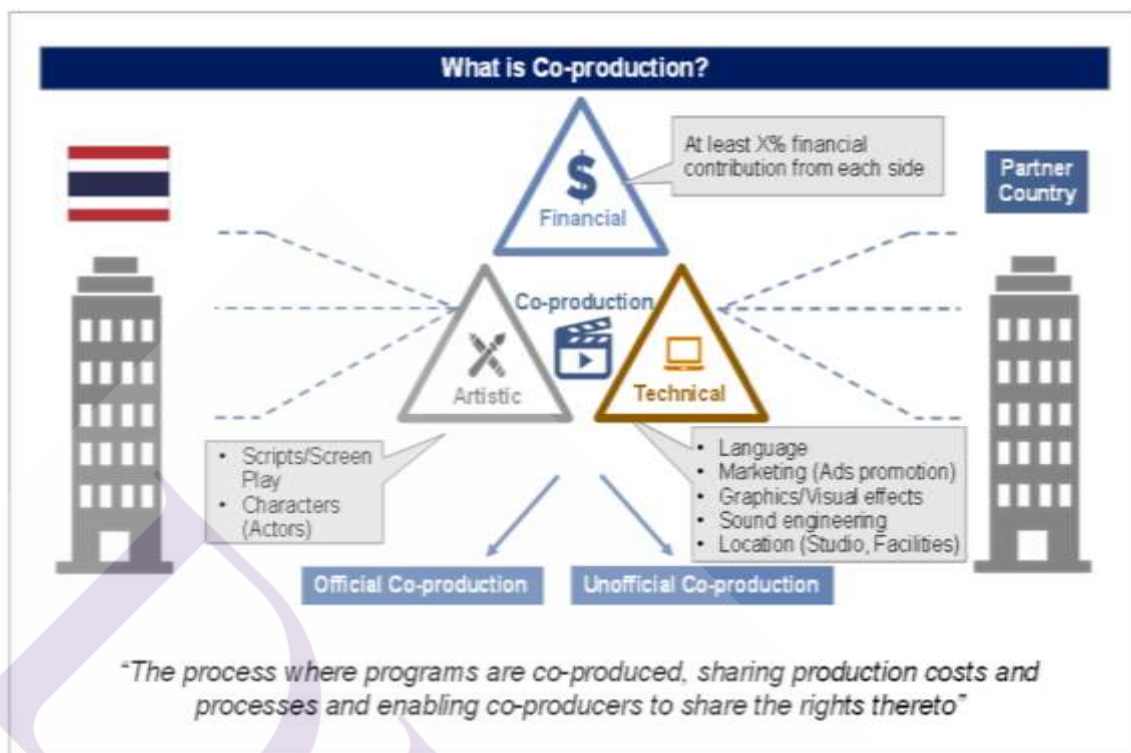 What is Co-production?
$
Financial
At least X% financial
contribution from each side
Partner
Country
Co-production
Artistic
Technical
• Scripts/Screen
Play
• Characters
(Actors)
• Language
• Marketing (Ads promotion)
• Graphics/Visual effects
• Sound engineering
• Location (Studio, Facilities)
Official Co-production
Unofficial Co-production
“The process where programs are co-produced, sharing production costs and
processes and enabling co-producers to share the rights thereto”